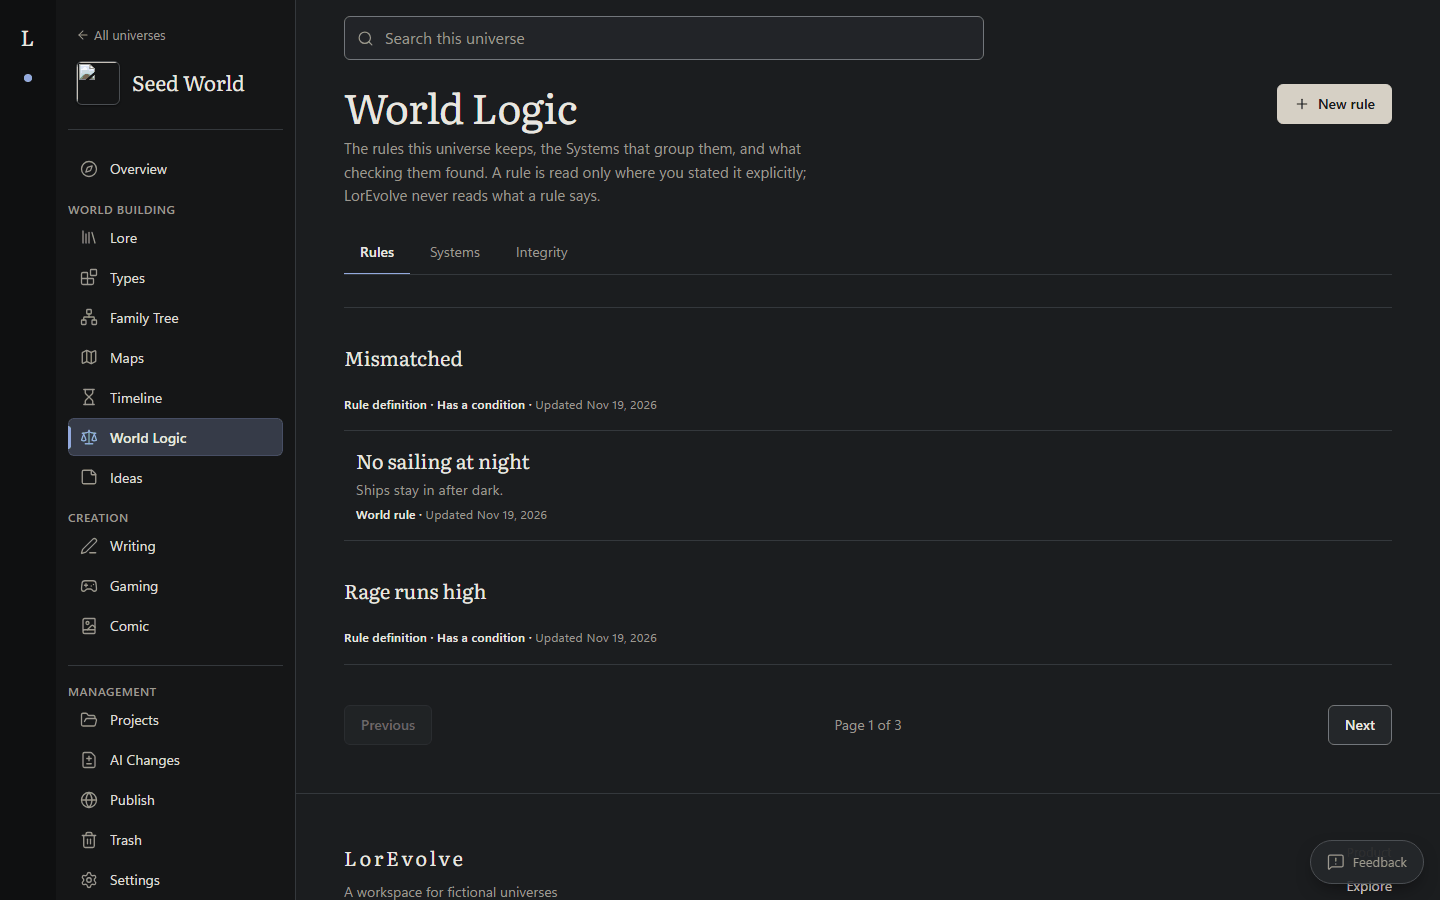 L
All universes
Seed World
Overview
WORLD BUILDING
Lore
Types
Family Tree
Maps
Timeline
World Logic
Ideas
CREATION
Writing
Gaming
Comic
MANAGEMENT
Projects
AI Changes
Publish
Trash
Settings
Search this universe
World Logic
New rule
The rules this universe keeps, the Systems that group them, and what
checking them found. A rule is read only where you stated it explicitly;
LorEvolve never reads what a rule says.
Rules Systems Integrity
Mismatched
Rule definition · Has a condition · Updated Nov 19, 2026
No sailing at night
Ships stay in after dark.
World rule · Updated Nov 19, 2026
Rage runs high
Rule definition · Has a condition · Updated Nov 19, 2026
Previous Page 1 of 3 Next
LorEvolve
A workspace for fictional universes
Feedback
Explore